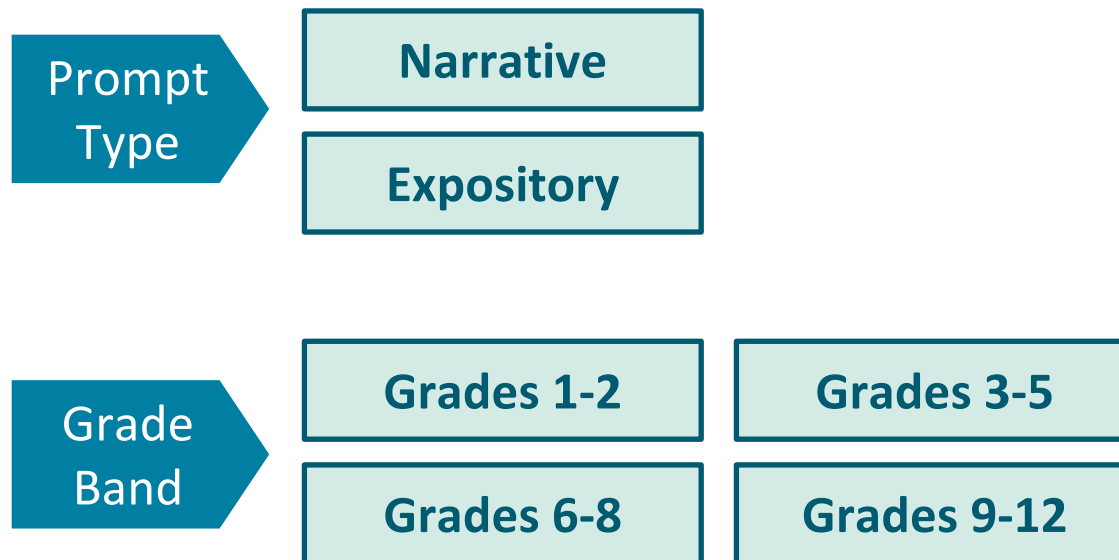 Prompt
Type
Narrative
Expository
Grade
Band
Grades 1-2
Grades 3-5
Grades 6-8
Grades 9-12